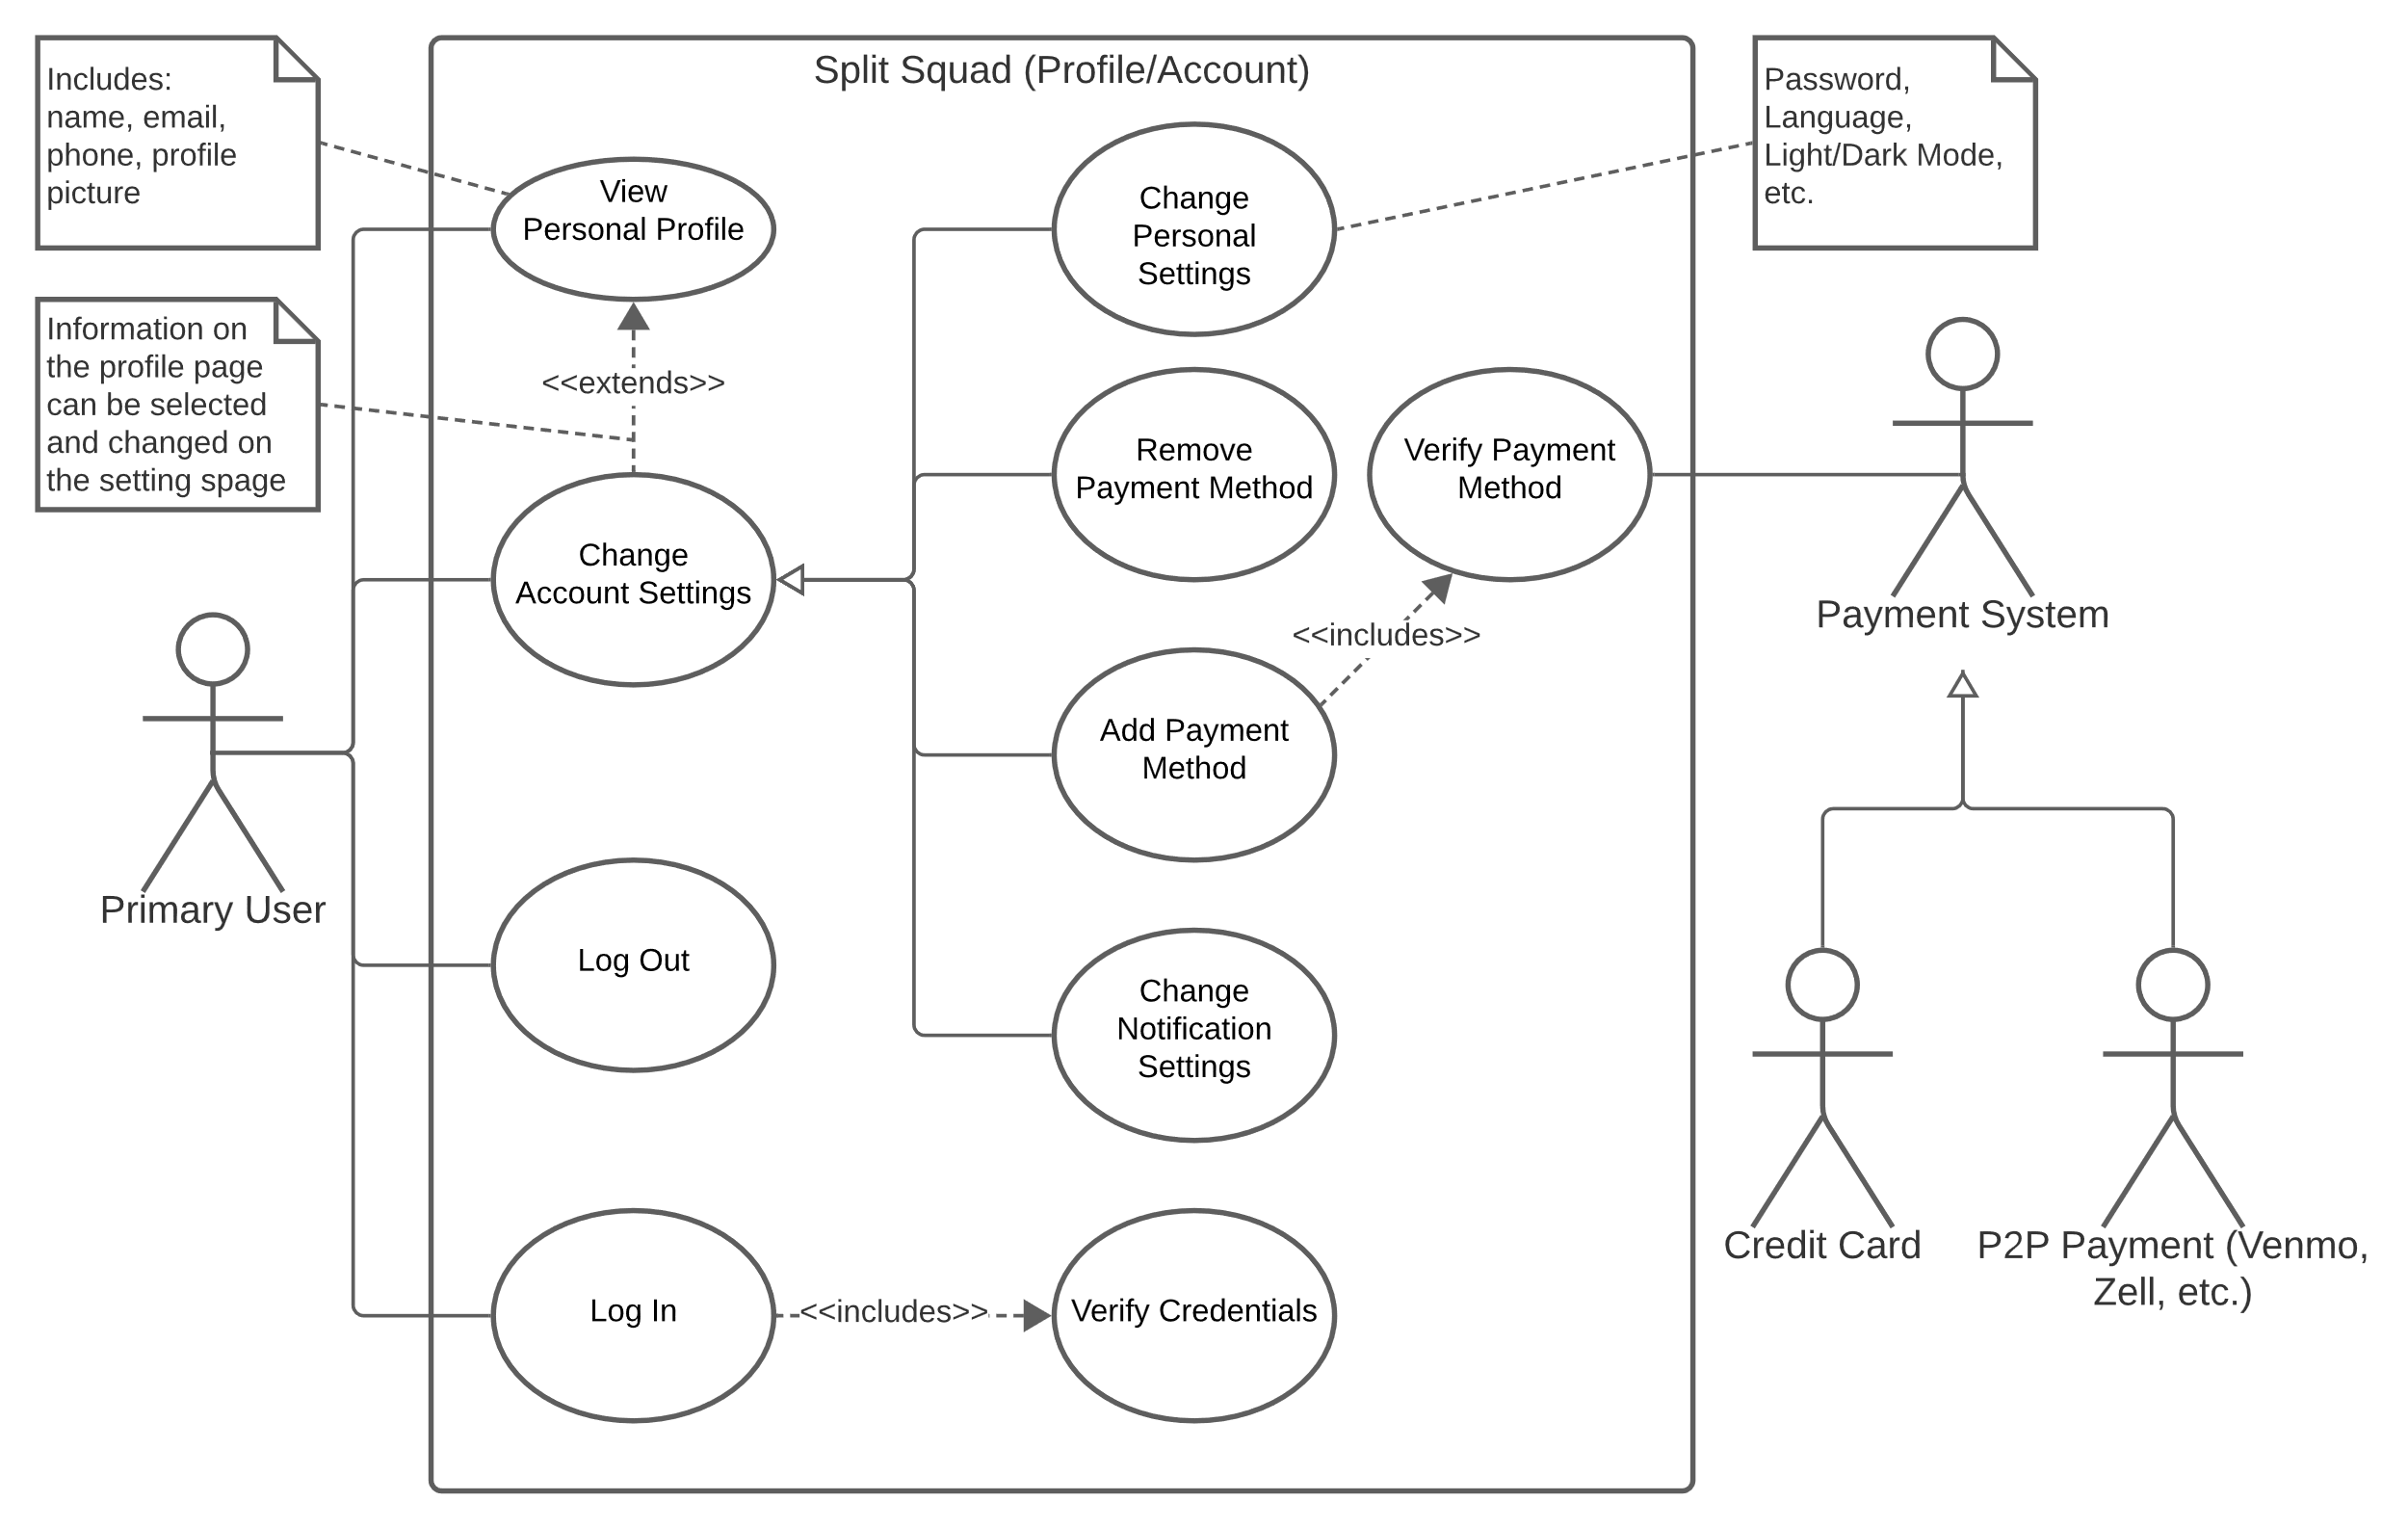 Split Squad (Profile/Account)
Includes:
name, email,
phone, profile
picture
Information on
the profile page
can be selected
and changed on
the setting spage
Primary User
View
Personal Profile
<<extends>>
Change
Account Settings
Log Out
Log In
<<includes>>
Verify Credentials
Change
Personal
Settings
Remove
Payment Method
Verify Payment
Method
<<includes>>
Add Payment
Method
Change
Notification
Settings
Password,
Language,
Light/Dark Mode,
etc.
Payment System
Credit Card
P2P Payment (Venmo,
Zell, etc.)